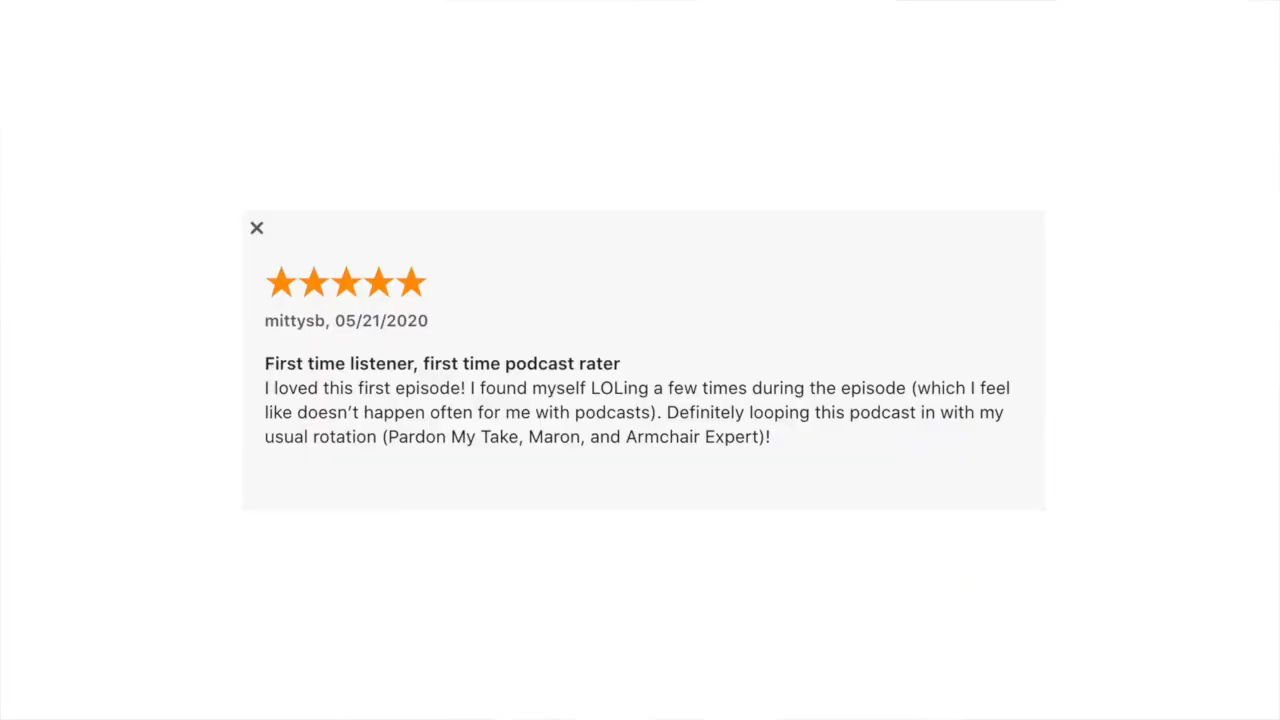 mittysb, 05/21/2020
First time listener, first time podcast rater
I loved this first episode! I found myself LOLing a few times during the episode (which I feel
like doesn’t happen often for me with podcasts). Definitely looping this podcast in with my
usual rotation (Pardon My Take, Maron, and Armchair Expert)!